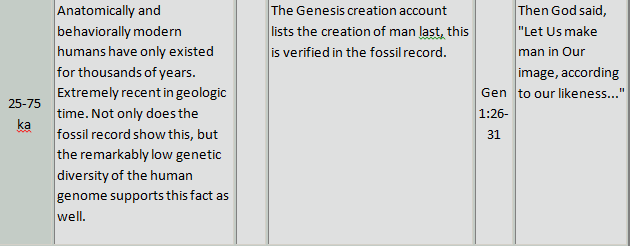 25-75
ka
Anatomically and
behaviorally modern
humans have only existed
for thousands of years.
Extremely recent in geologic
time. Not only does the
fossil record show this, but
the remarkably low genetic
diversity of the human
genome supports this fact as
well.
The Genesis creation account
lists the creation of man last, this
is verified in the fossil record.
Gen
1:26-
31
Then God said,
"Let Us make
man in Our
image, according
to our likeness..."